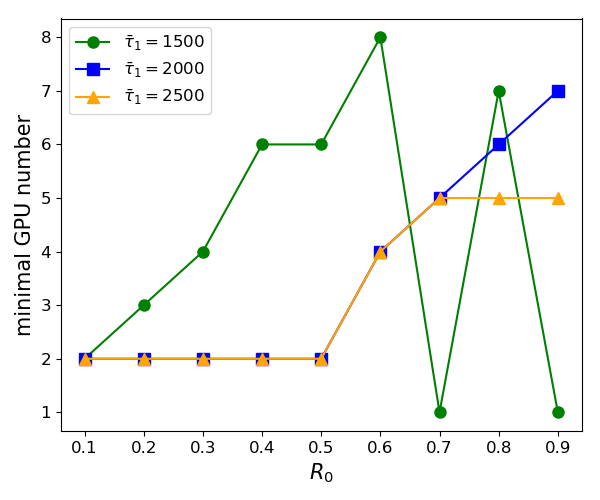 τ̄₁ = 1500
τ̄₁ = 2000
τ̄₁ = 2500
minimal GPU number
8
7
6
5
4
3
2
1
0.1 0.2 0.3 0.4 0.5 0.6 0.7 0.8 0.9
R₀